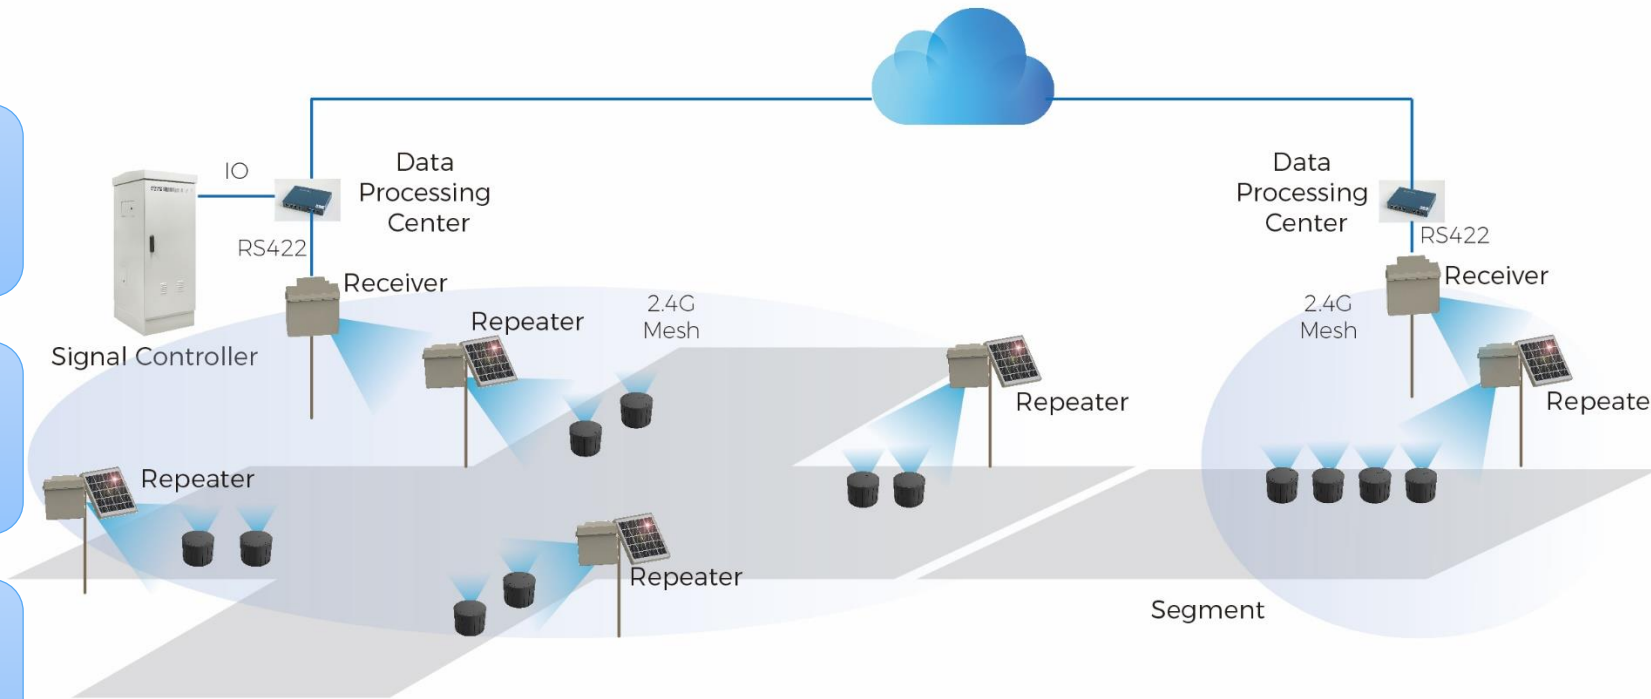 IO
Data
Processing
Center
RS422
Receiver
Signal Controller
Repeater
2.4G
Mesh
Repeater
Repeater
Repeater
Data
Processing
Center
RS422
Receiver
2.4G
Mesh
Repeate
Segment